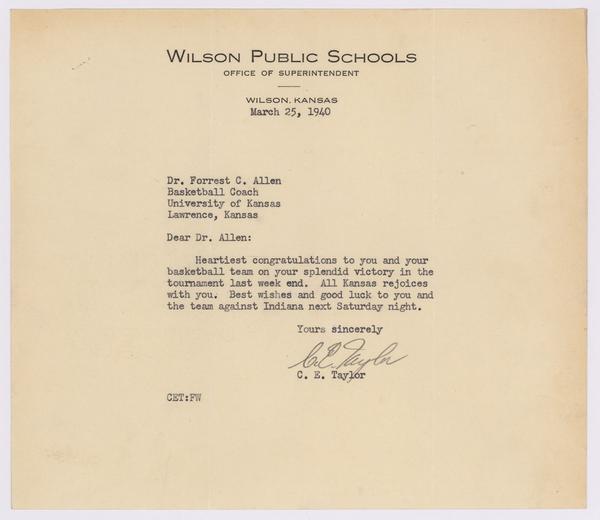 WILSON PUBLIC SCHOOLS
OFFICE OF SUPERINTENDENT
WILSON, KANSAS
March 25, 1940
Dr. Forrest C. Allen
Basketball Coach
University of Kansas
Lawrence, Kansas
Dear Dr. Allen:
Heartiest congratulations to you and your
basketball team on your splendid victory in the
tournament last week end. All Kansas rejoices
with you. Best wishes and good luck to you and
the team against Indiana next Saturday night.
Yours sincerely
C.E. Taylor
C. E. Taylor
CET:FW